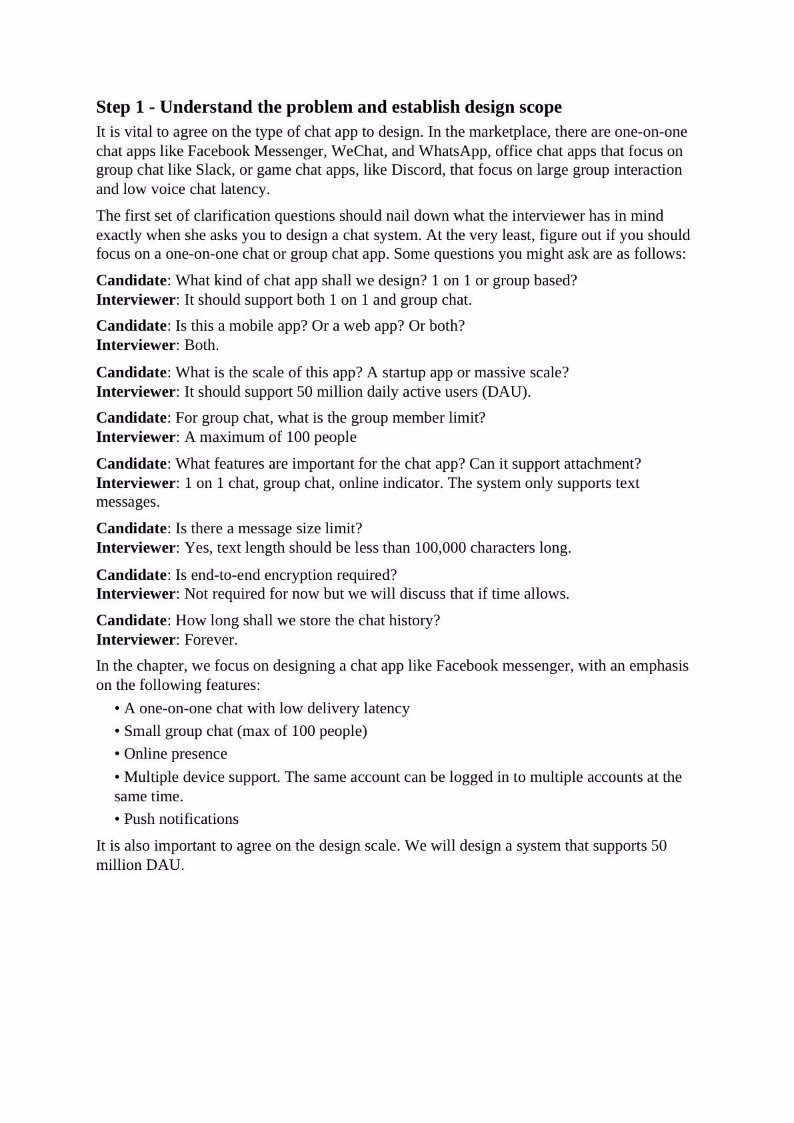 Step 1 - Understand the problem and establish design scope
It is vital to agree on the type of chat app to design. In the marketplace, there are one-on-one
chat apps like Facebook Messenger, WeChat, and WhatsApp, office chat apps that focus on
group chat like Slack, or game chat apps, like Discord, that focus on large group interaction
and low voice chat latency.
The first set of clarification questions should nail down what the interviewer has in mind
exactly when she asks you to design a chat system. At the very least, figure out if you should
focus on a one-on-one chat or group chat app. Some questions you might ask are as follows:
Candidate: What kind of chat app shall we design? 1 on 1 or group based?
Interviewer: It should support both 1 on 1 and group chat.
Candidate: Is this a mobile app? Or a web app? Or both?
Interviewer: Both.
Candidate: What is the scale of this app? A startup app or massive scale?
Interviewer: It should support 50 million daily active users (DAU).
Candidate: For group chat, what is the group member limit?
Interviewer: A maximum of 100 people
Candidate: What features are important for the chat app? Can it support attachment?
Interviewer: 1 on 1 chat, group chat, online indicator. The system only supports text
messages.
Candidate: Is there a message size limit?
Interviewer: Yes, text length should be less than 100,000 characters long.
Candidate: Is end-to-end encryption required?
Interviewer: Not required for now but we will discuss that if time allows.
Candidate: How long shall we store the chat history?
Interviewer: Forever.
In the chapter, we focus on designing a chat app like Facebook messenger, with an emphasis
on the following features:
• A one-on-one chat with low delivery latency
• Small group chat (max of 100 people)
• Online presence
• Multiple device support. The same account can be logged in to multiple accounts at the
same time.
• Push notifications
It is also important to agree on the design scale. We will design a system that supports 50
million DAU.